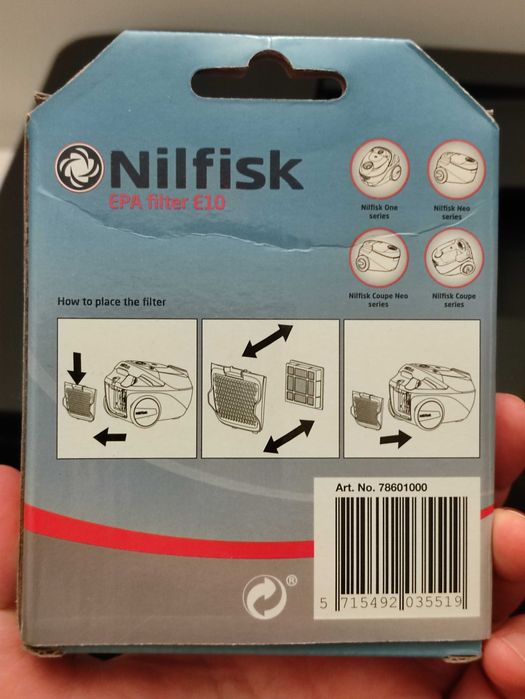 Nilfisk
EPA filter E10
Nilfisk One
series
Nilfisk Neo
series
Nilfisk Coupe Neo
series
Nilfisk Coupe
series
How to place the filter
Nilfisk
Art. No. 78601000
5 715492 035519
®